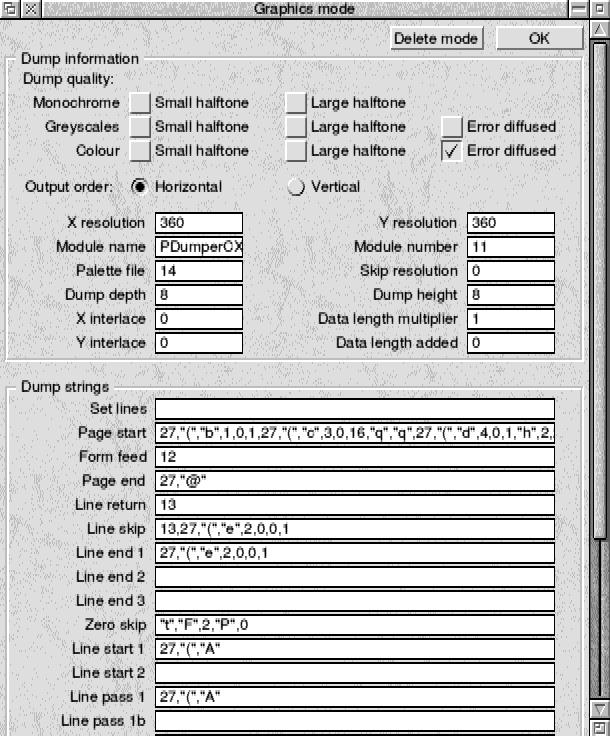 Graphics mode
Delete mode OK
Dump information
Dump quality:
Monochrome Small halftone Large halftone
Greyscales Small halftone Large halftone Error diffused
Colour Small halftone Large halftone Error diffused
Output order: Horizontal Vertical
X resolution 360 Y resolution 360
Module name PDumperCX Module number 11
Palette file 14 Skip resolution 0
Dump depth 8 Dump height 8
X interlace 0 Data length multiplier 1
Y interlace 0 Data length added 0
Dump strings
Set lines
Page start 27,"(","b",1,0,1,27,"(","c",3,0,16,"q","q",27,"(","d",4,0,1,"h",2,
Form feed 12
Page end 27,"@"
Line return 13
Line skip 13,27,"(","e",2,0,0,1
Line end 1 27,"(","e",2,0,0,1
Line end 2
Line end 3
Zero skip "t","F",2,"P",0
Line start 1 27,"(","A"
Line start 2
Line pass 1 27,"(","A"
Line pass 1b